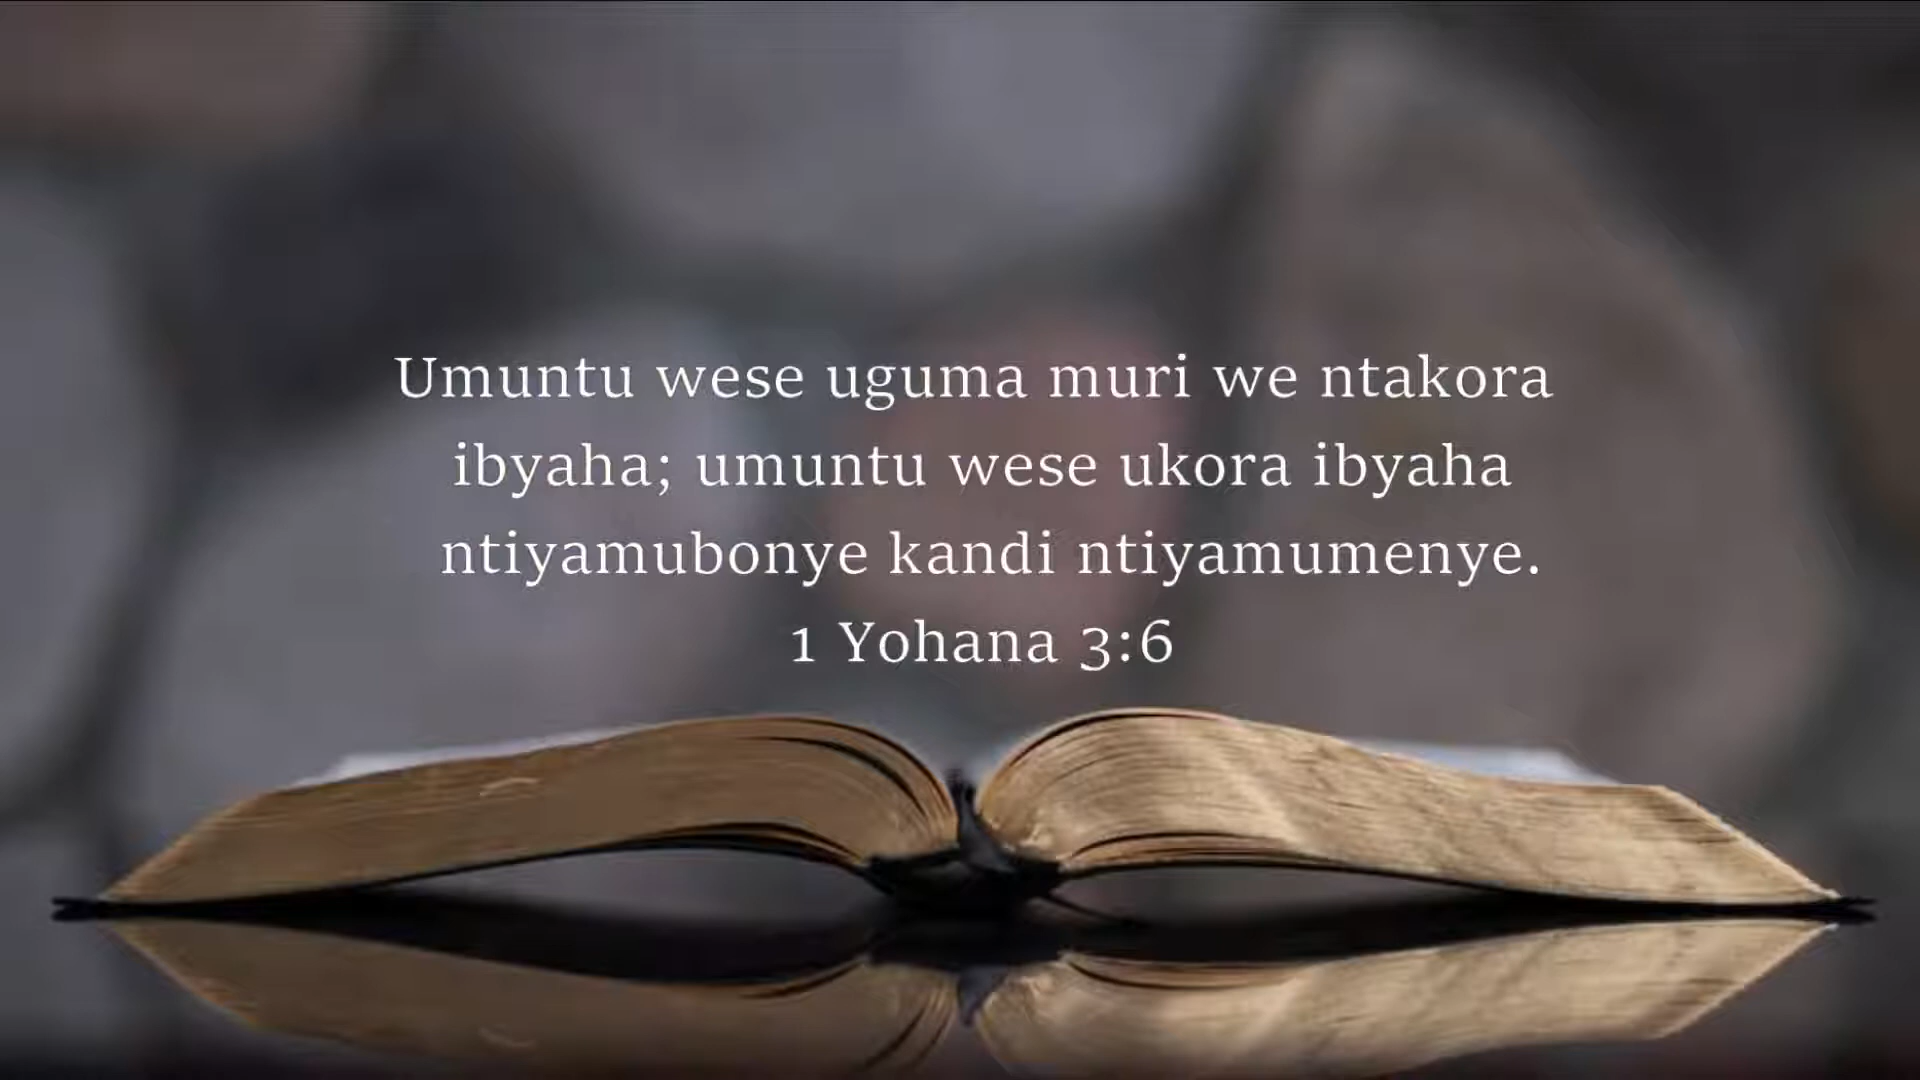 Umuntu wese uguma muri we ntakora
ibyaha; umuntu wese ukora ibyaha
ntiyamubonye kandi ntiyamumenye.
1 Yohana 3:6